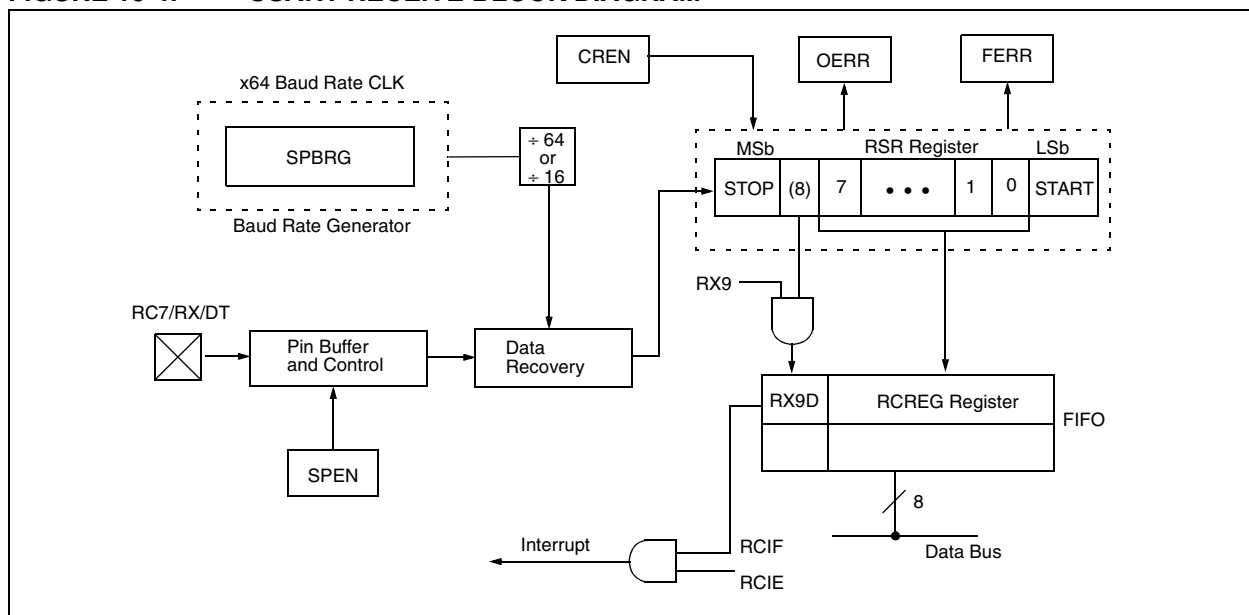 CREN
OERR
FERR
x64 Baud Rate CLK
SPBRG
Baud Rate Generator
÷ 64
or
÷ 16
MSb
RSR Register
LSb
STOP
(8)
7
• • •
1
0
START
RX9
RC7/RX/DT
Pin Buffer
and Control
Data
Recovery
SPEN
RX9D
RCREG Register
FIFO
8
Data Bus
Interrupt
RCIF
RCIE